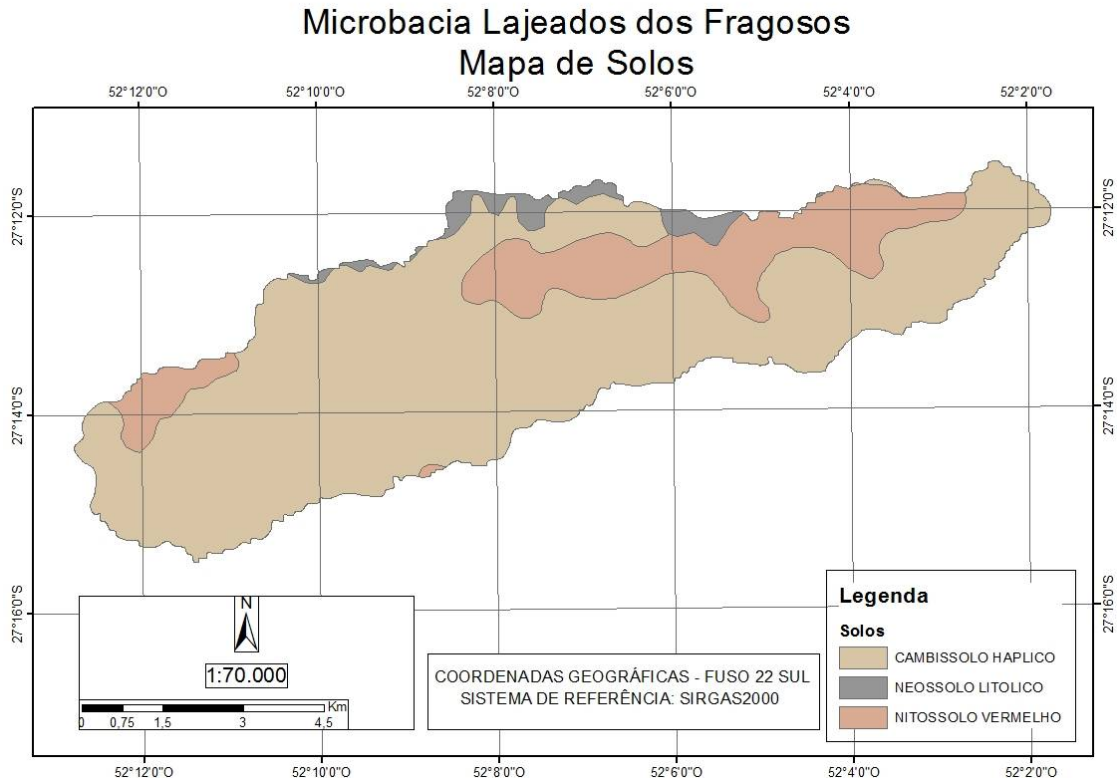 Microbacia Lajeados dos Fragosos
Mapa de Solos
52°12'0"O 52°10'0"O 52°8'0"O 52°6'0"O 52°4'0"O 52°2'0"O
27°12'0"S 27°12'0"S
27°14'0"S 27°14'0"S
27°16'0"S 27°16'0"S
N
1:70.000
Km
0 0,75 1,5 3 4,5
COORDENADAS GEOGRÁFICAS - FUSO 22 SUL
SISTEMA DE REFERÊNCIA: SIRGAS2000
Legenda
Solos
CAMBISSOLO HAPLICO
NEOSSOLO LITOLICO
NITOSSOLO VERMELHO
52°12'0"O 52°10'0"O 52°8'0"O 52°6'0"O 52°4'0"O 52°2'0"O